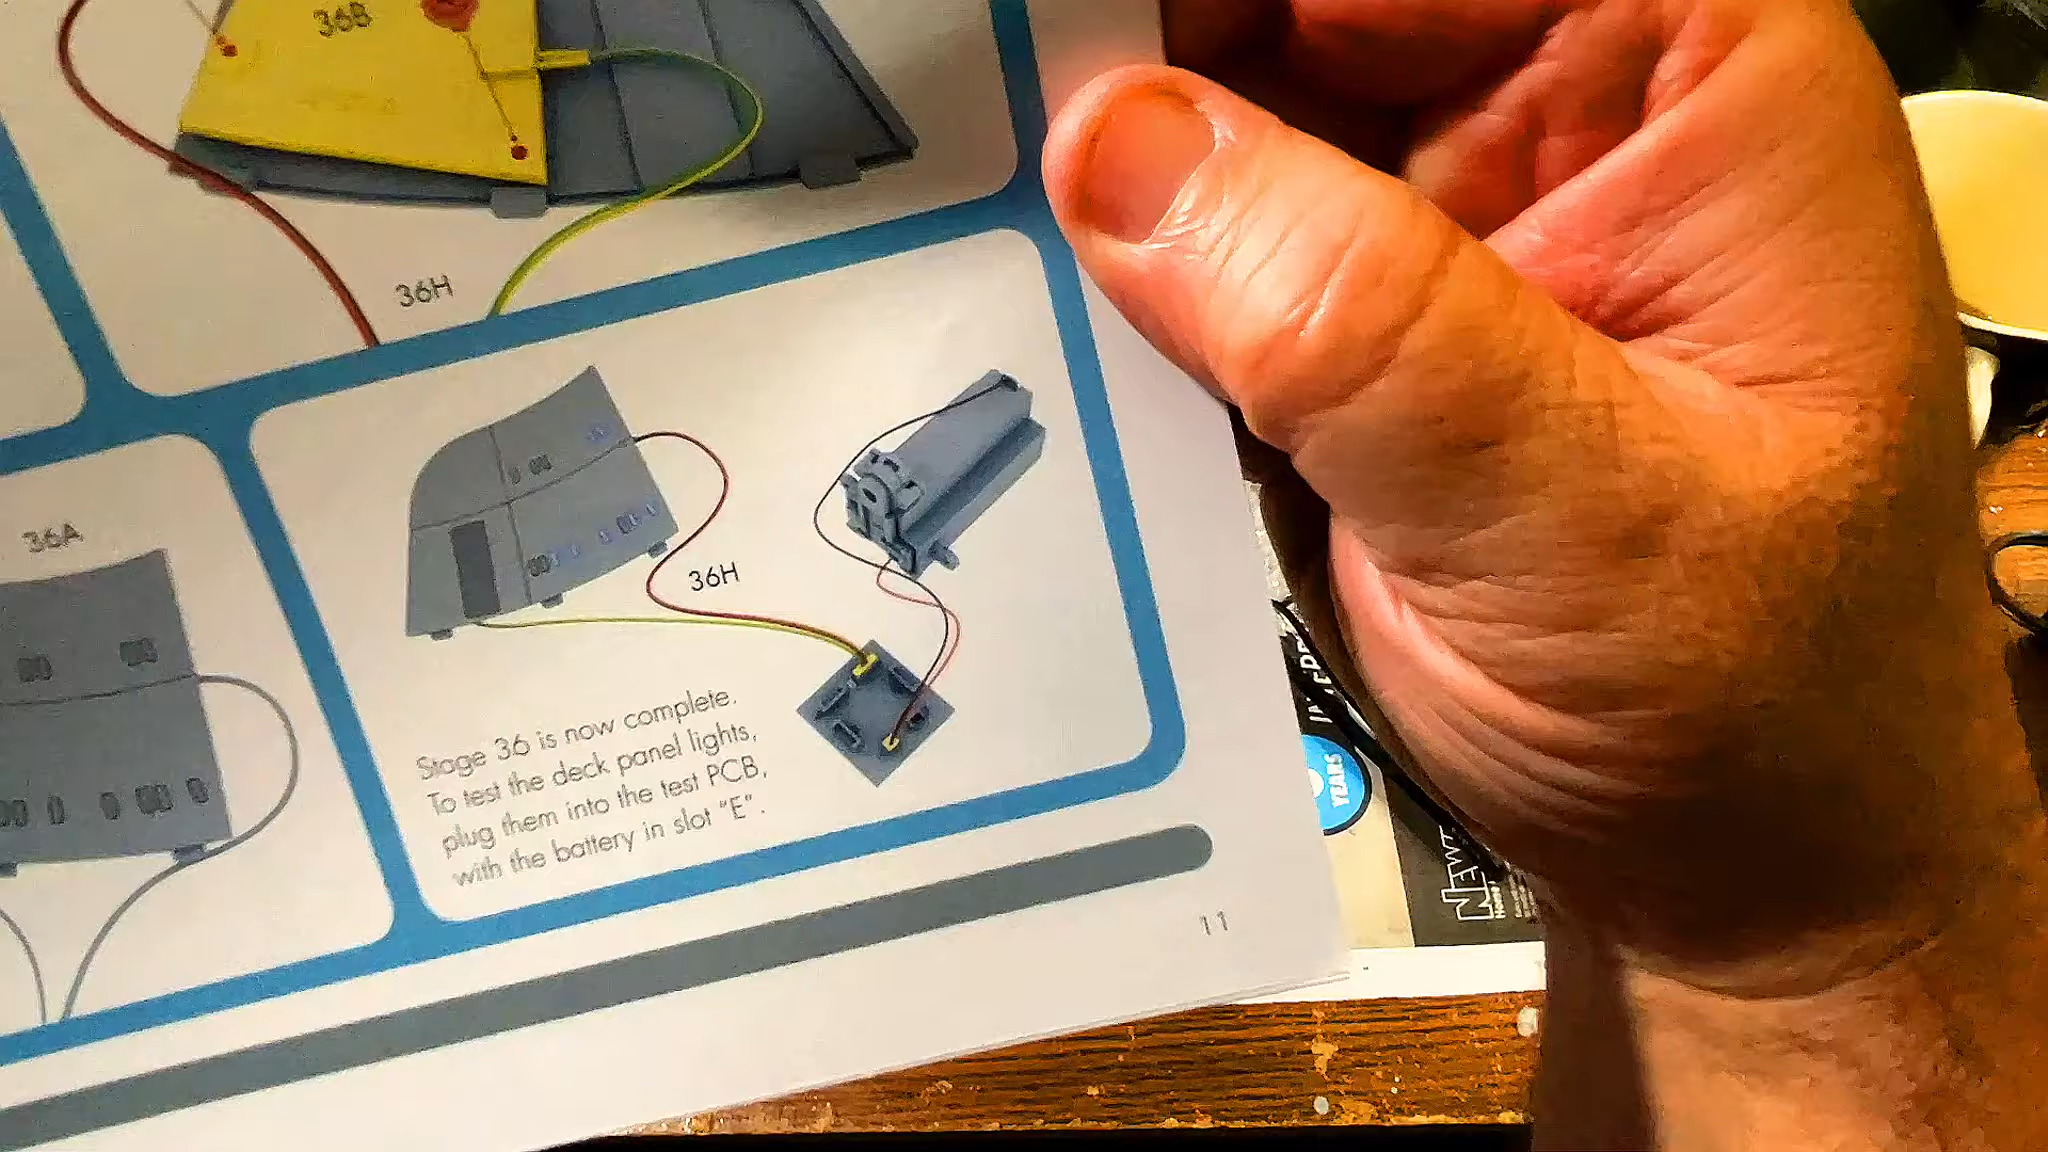 36B
36H
36A
36H
Stage 36 is now complete.
To test the deck panel lights,
plug them into the test PCB,
with the battery in slot "E".
11
YEARS